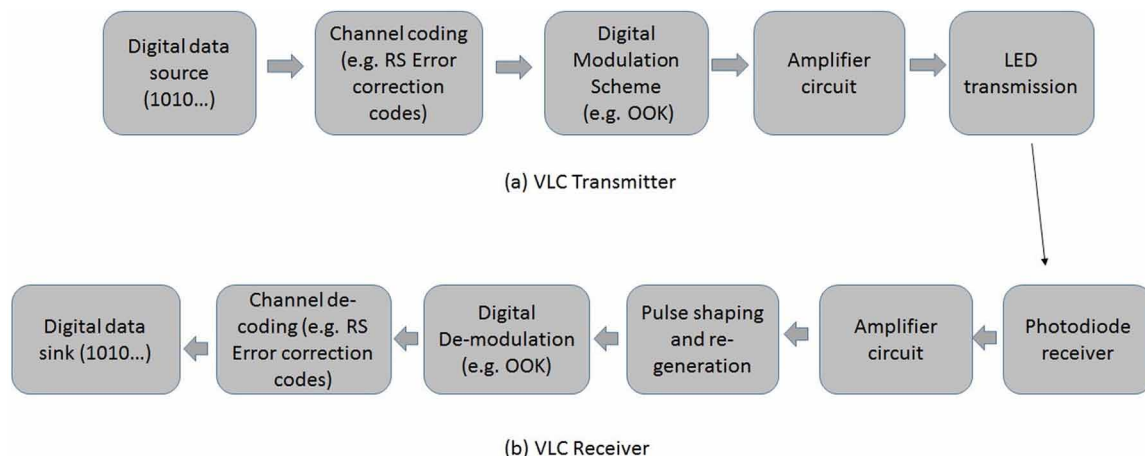 Digital data
source
(1010...)
Channel coding
(e.g. RS Error
correction
codes)
Digital
Modulation
Scheme
(e.g. OOK)
Amplifier
circuit
LED
transmission
(a) VLC Transmitter
Digital data
sink (1010...)
Channel de-
coding (e.g. RS
Error correction
codes)
Digital
De-modulation
(e.g. OOK)
Pulse shaping
and re-
generation
Amplifier
circuit
Photodiode
receiver
(b) VLC Receiver